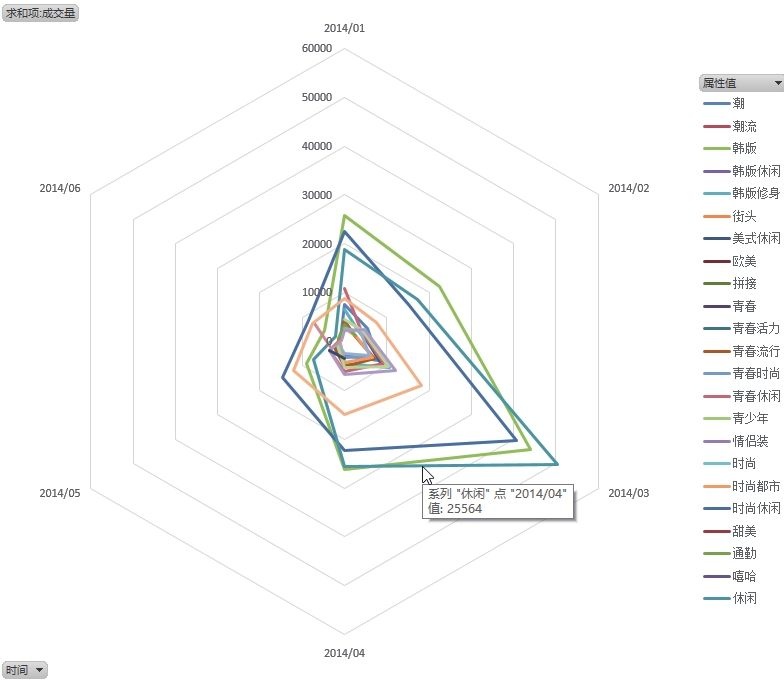 求和项:成交量
2014/01
60000
50000
40000
30000
20000
10000
0
2014/02
2014/03
2014/04
2014/05
2014/06
系列 "休闲" 点 "2014/04"
值: 25564
属性值
潮
潮流
韩版
韩版休闲
韩版修身
街头
美式休闲
欧美
拼接
青春
青春活力
青春流行
青春时尚
青春休闲
青少年
情侣装
时尚
时尚都市
时尚休闲
甜美
通勤
嘻哈
休闲
时间